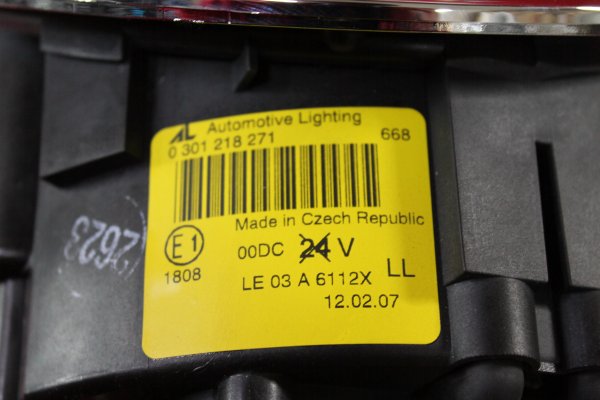 AL Automotive Lighting
0 301 218 271 668
Made in Czech Republic
E1 00DC 24 V
1808 LE 03 A 6112X LL
12.02.07
2623